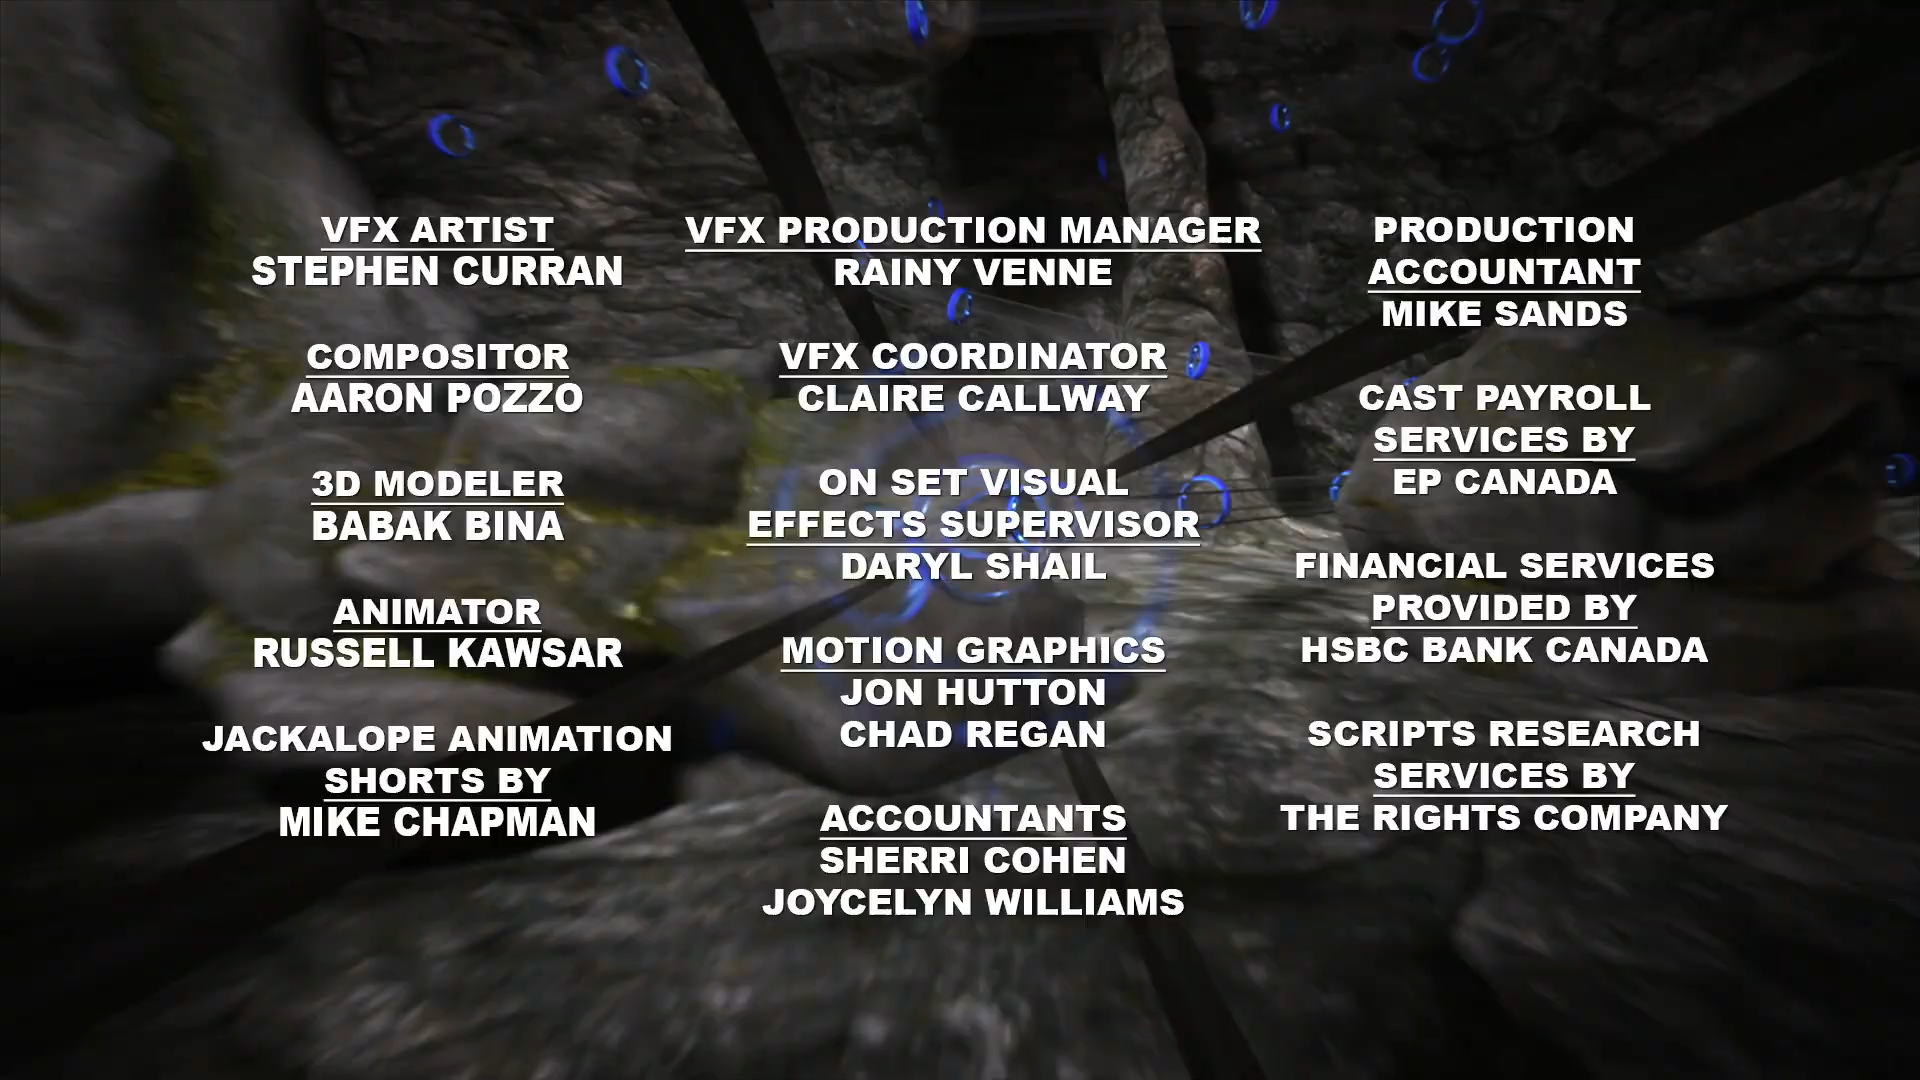 VFX ARTIST
STEPHEN CURRAN
COMPOSITOR
AARON POZZO
3D MODELER
BABAK BINA
ANIMATOR
RUSSELL KAWSAR
JACKALOPE ANIMATION
SHORTS BY
MIKE CHAPMAN
VFX PRODUCTION MANAGER
RAINY VENNE
VFX COORDINATOR
CLAIRE CALLWAY
ON SET VISUAL
EFFECTS SUPERVISOR
DARYL SHAIL
MOTION GRAPHICS
JON HUTTON
CHAD REGAN
ACCOUNTANTS
SHERRI COHEN
JOYCELYN WILLIAMS
PRODUCTION
ACCOUNTANT
MIKE SANDS
CAST PAYROLL
SERVICES BY
EP CANADA
FINANCIAL SERVICES
PROVIDED BY
HSBC BANK CANADA
SCRIPTS RESEARCH
SERVICES BY
THE RIGHTS COMPANY